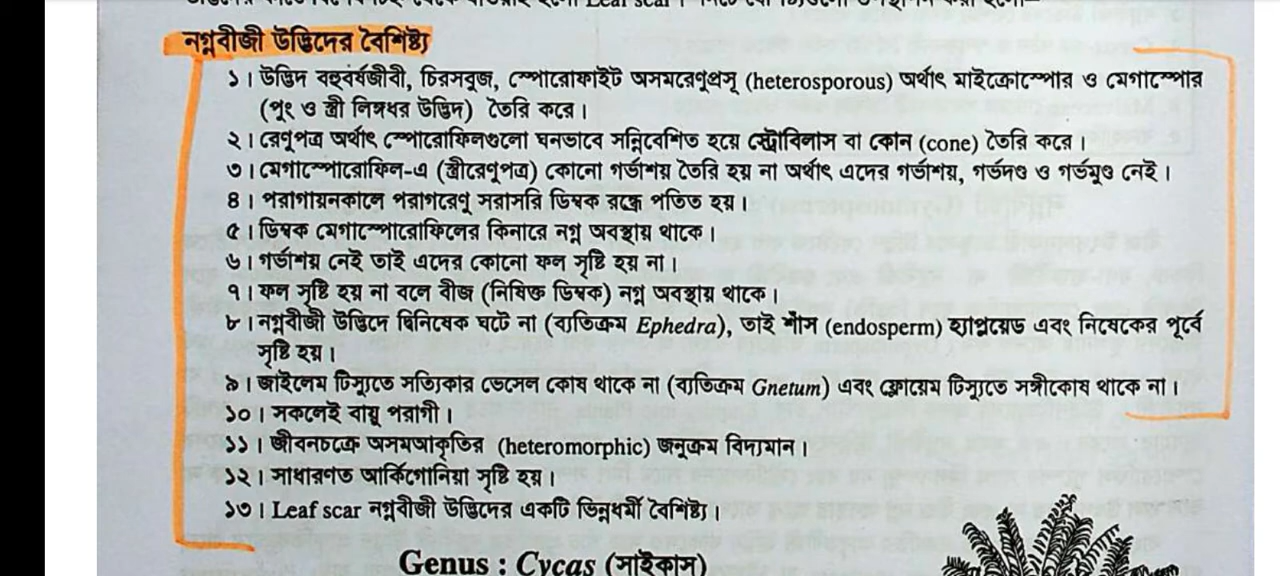 নগ্নবীজী উদ্ভিদের বৈশিষ্ট্য
১। উদ্ভিদ বহুবর্ষজীবী, চিরসবুজ, স্পোরোফাইট অসমরেণুপ্রসূ (heterosporous) অর্থাৎ মাইক্রোস্পোর ও মেগাস্পোর
(পুং ও স্ত্রী লিঙ্গধর উদ্ভিদ) তৈরি করে।
২। রেণুপত্র অর্থাৎ স্পোরোফিলগুলো ঘনভাবে সন্নিবেশিত হয়ে স্ট্রোবিলাস বা কোন (cone) তৈরি করে।
৩। মেগাস্পোরোফিল-এ (স্ত্রীরেণুপত্র) কোনো গর্ভাশয় তৈরি হয় না অর্থাৎ এদের গর্ভাশয়, গর্ভদণ্ড ও গর্ভমুণ্ড নেই।
৪। পরাগায়নকালে পরাগরেণু সরাসরি ডিম্বক রন্ধ্রে পতিত হয়।
৫। ডিম্বক মেগাস্পোরোফিলের কিনারে নগ্ন অবস্থায় থাকে।
৬। গর্ভাশয় নেই তাই এদের কোনো ফল সৃষ্টি হয় না।
৭। ফল সৃষ্টি হয় না বলে বীজ (নিষিক্ত ডিম্বক) নগ্ন অবস্থায় থাকে।
৮। নগ্নবীজী উদ্ভিদে দ্বিনিষেক ঘটে না (ব্যতিক্রম Ephedra), তাই শাঁস (endosperm) হ্যাপ্লয়েড এবং নিষেকের পূর্বে
সৃষ্টি হয়।
৯। জাইলেম টিস্যুতে সত্যিকার ভেসেল কোষ থাকে না (ব্যতিক্রম Gnetum) এবং ফ্লোয়েম টিস্যুতে সঙ্গীকোষ থাকে না।
১০। সকলেই বায়ু পরাগী।
১১। জীবনচক্রে অসমআকৃতির (heteromorphic) জনুক্রম বিদ্যমান।
১২। সাধারণত আর্কিগোনিয়া সৃষ্টি হয়।
১৩। Leaf scar নগ্নবীজী উদ্ভিদের একটি ভিন্নধর্মী বৈশিষ্ট্য।
Genus : Cycas (সাইকাস)